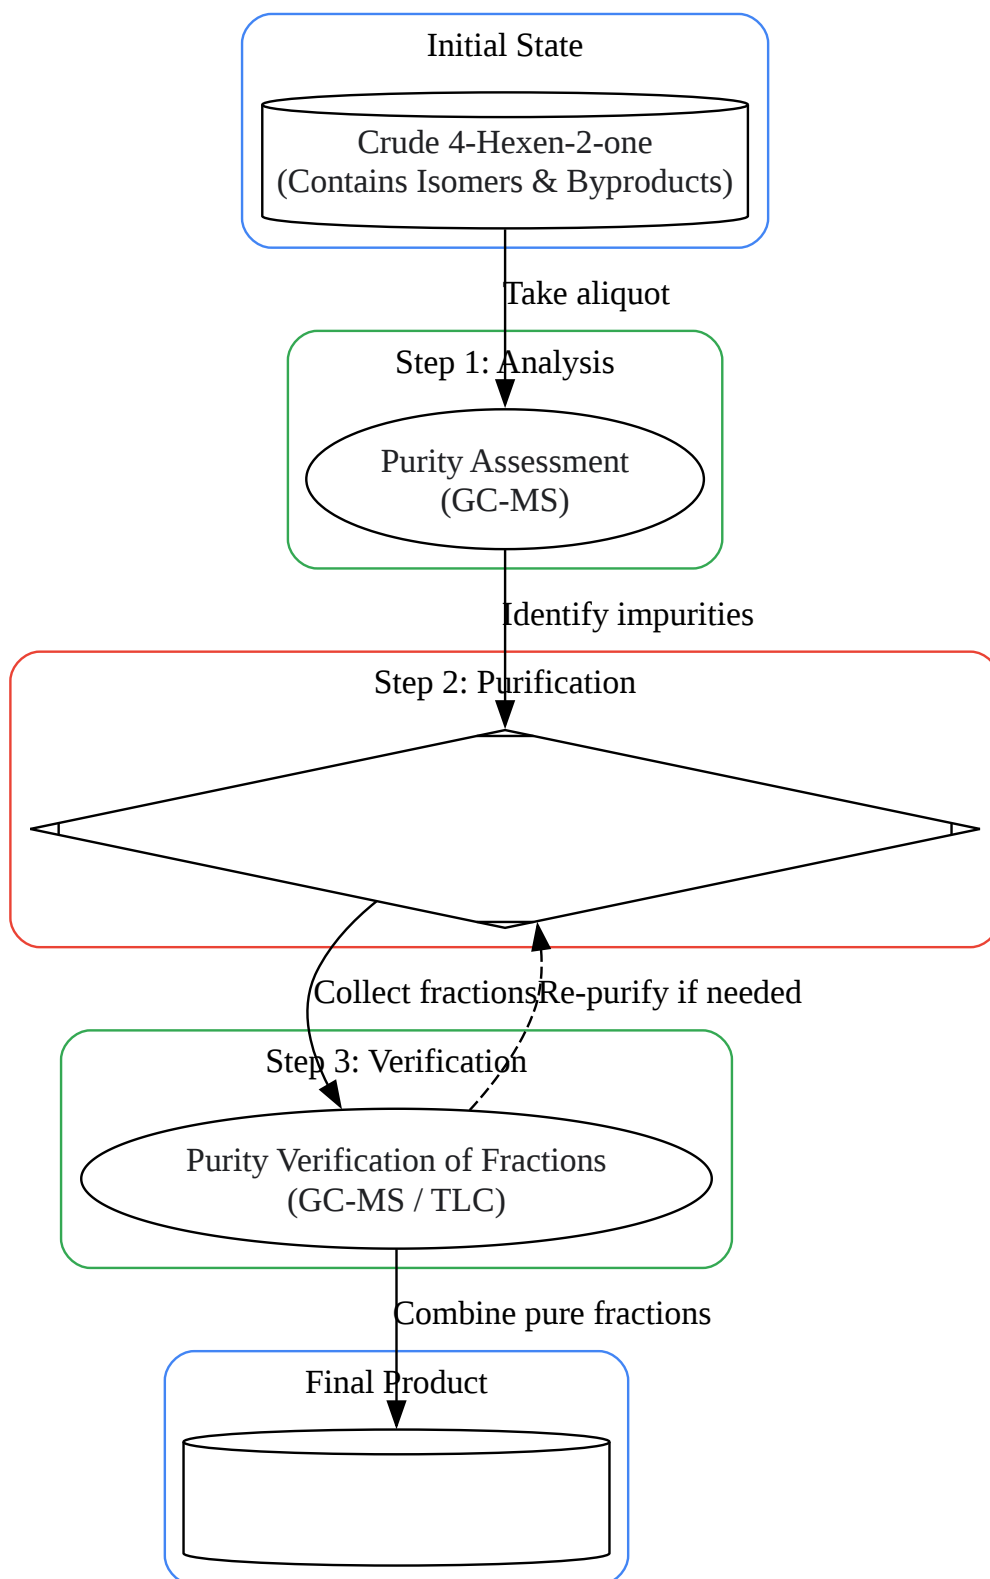 Initial State
Crude 4-Hexen-2-one
(Contains Isomers & Byproducts)
Take aliquot
Step 1: Analysis
Purity Assessment
(GC-MS)
Identify impurities
Step 2: Purification
Collect fractions
Re-purify if needed
Step 3: Verification
Purity Verification of Fractions
(GC-MS / TLC)
Combine pure fractions
Final Product